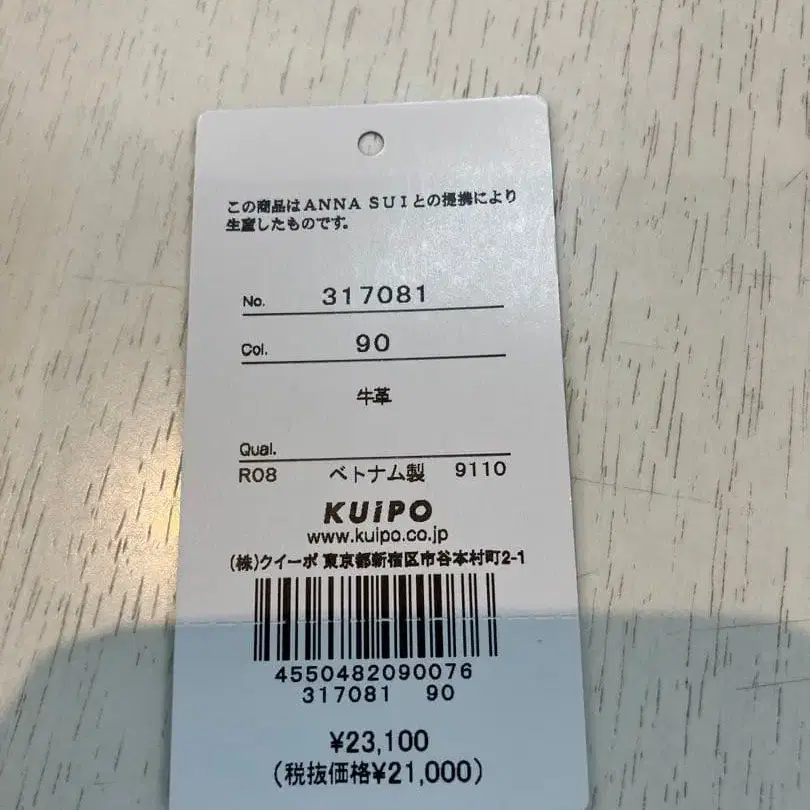 この商品はANNA SUIとの提携により
生産したものです。
No. 317081
Col. 90
牛革
Qual.
R08 ベトナム製 9110
KUiPO
www.kuipo.co.jp
(株)クイーポ 東京都新宿区市谷本村町2-1
4550482090076
317081 90
¥23,100
(税抜価格¥21,000)